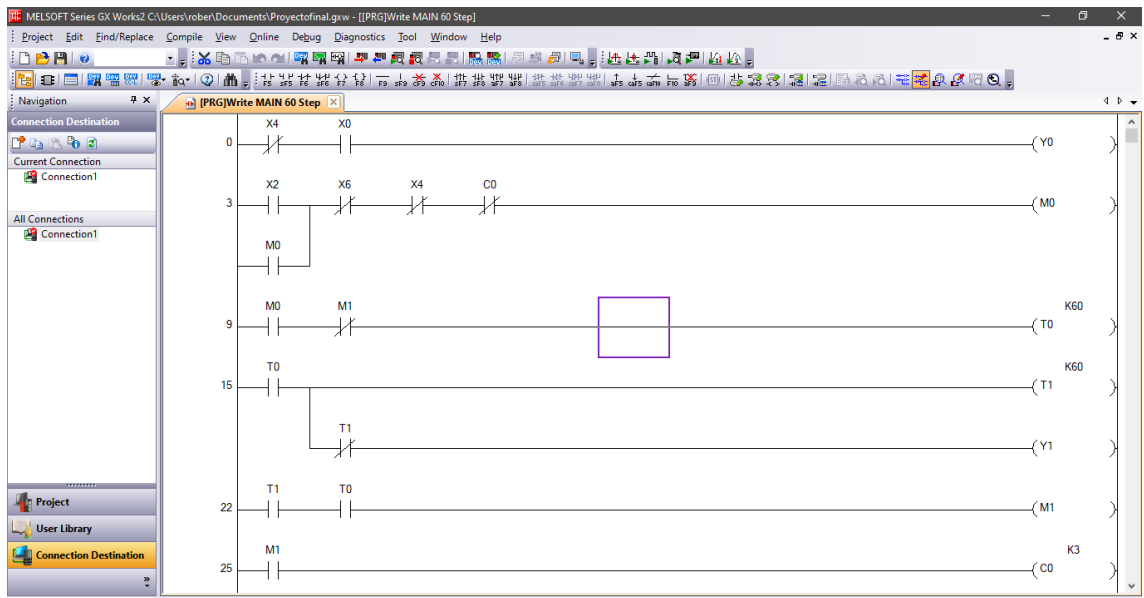 MELSOFT Series GX Works2 C:\Users\rober\Documents\Proyectofinal.gxw - [[PRG]Write MAIN 60 Step]
Project Edit Find/Replace Compile View Online Debug Diagnostics Tool Window Help
Navigation
[PRG]Write MAIN 60 Step
Connection Destination
Current Connection
Connection1
All Connections
Connection1
Project
User Library
Connection Destination
X4 X0
0 Y0
X2 X6 X4 C0
3 M0
M0
M0 M1 K60
9 T0
T0 K60
15 T1
T1
Y1
T1 T0
22 M1
M1 K3
25 C0